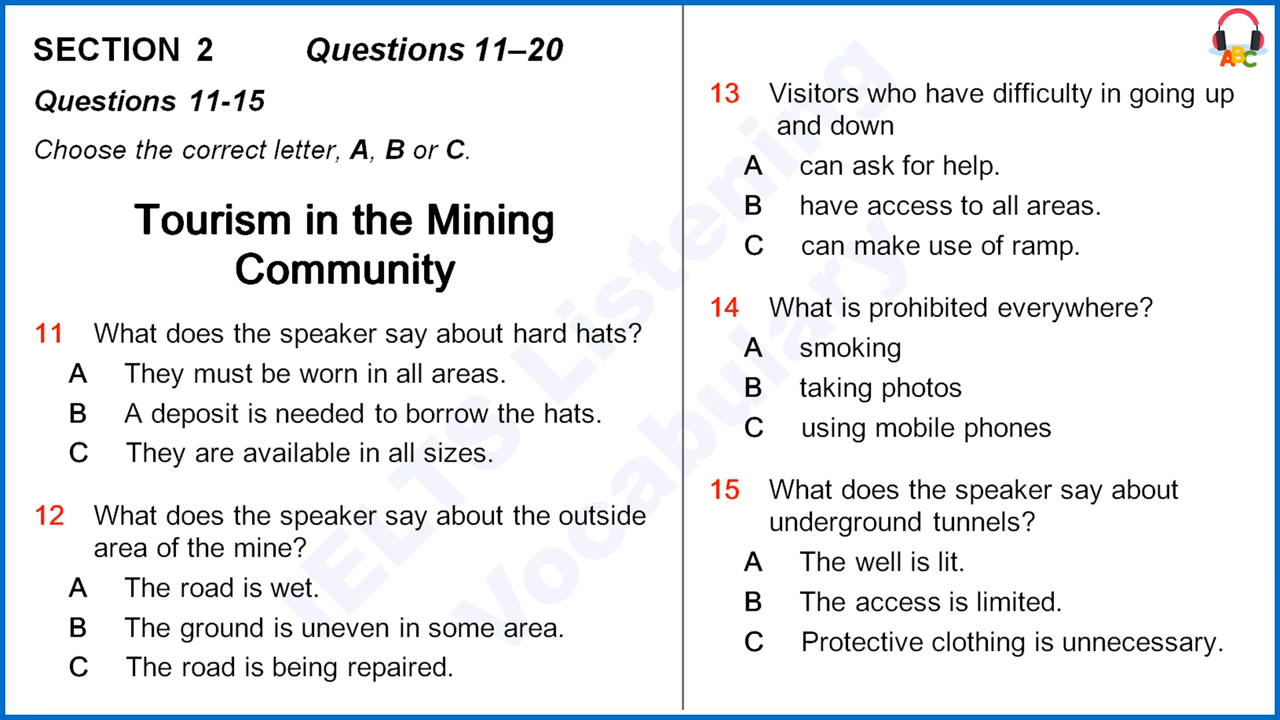 SECTION 2 Questions 11–20
Questions 11-15
Choose the correct letter, A, B or C.
Tourism in the Mining
Community
11 What does the speaker say about hard hats?
A They must be worn in all areas.
B A deposit is needed to borrow the hats.
C They are available in all sizes.
12 What does the speaker say about the outside
area of the mine?
A The road is wet.
B The ground is uneven in some area.
C The road is being repaired.
13 Visitors who have difficulty in going up
and down
A can ask for help.
B have access to all areas.
C can make use of ramp.
14 What is prohibited everywhere?
A smoking
B taking photos
C using mobile phones
15 What does the speaker say about
underground tunnels?
A The well is lit.
B The access is limited.
C Protective clothing is unnecessary.
IELTS Listening
Vocabulary
ABC